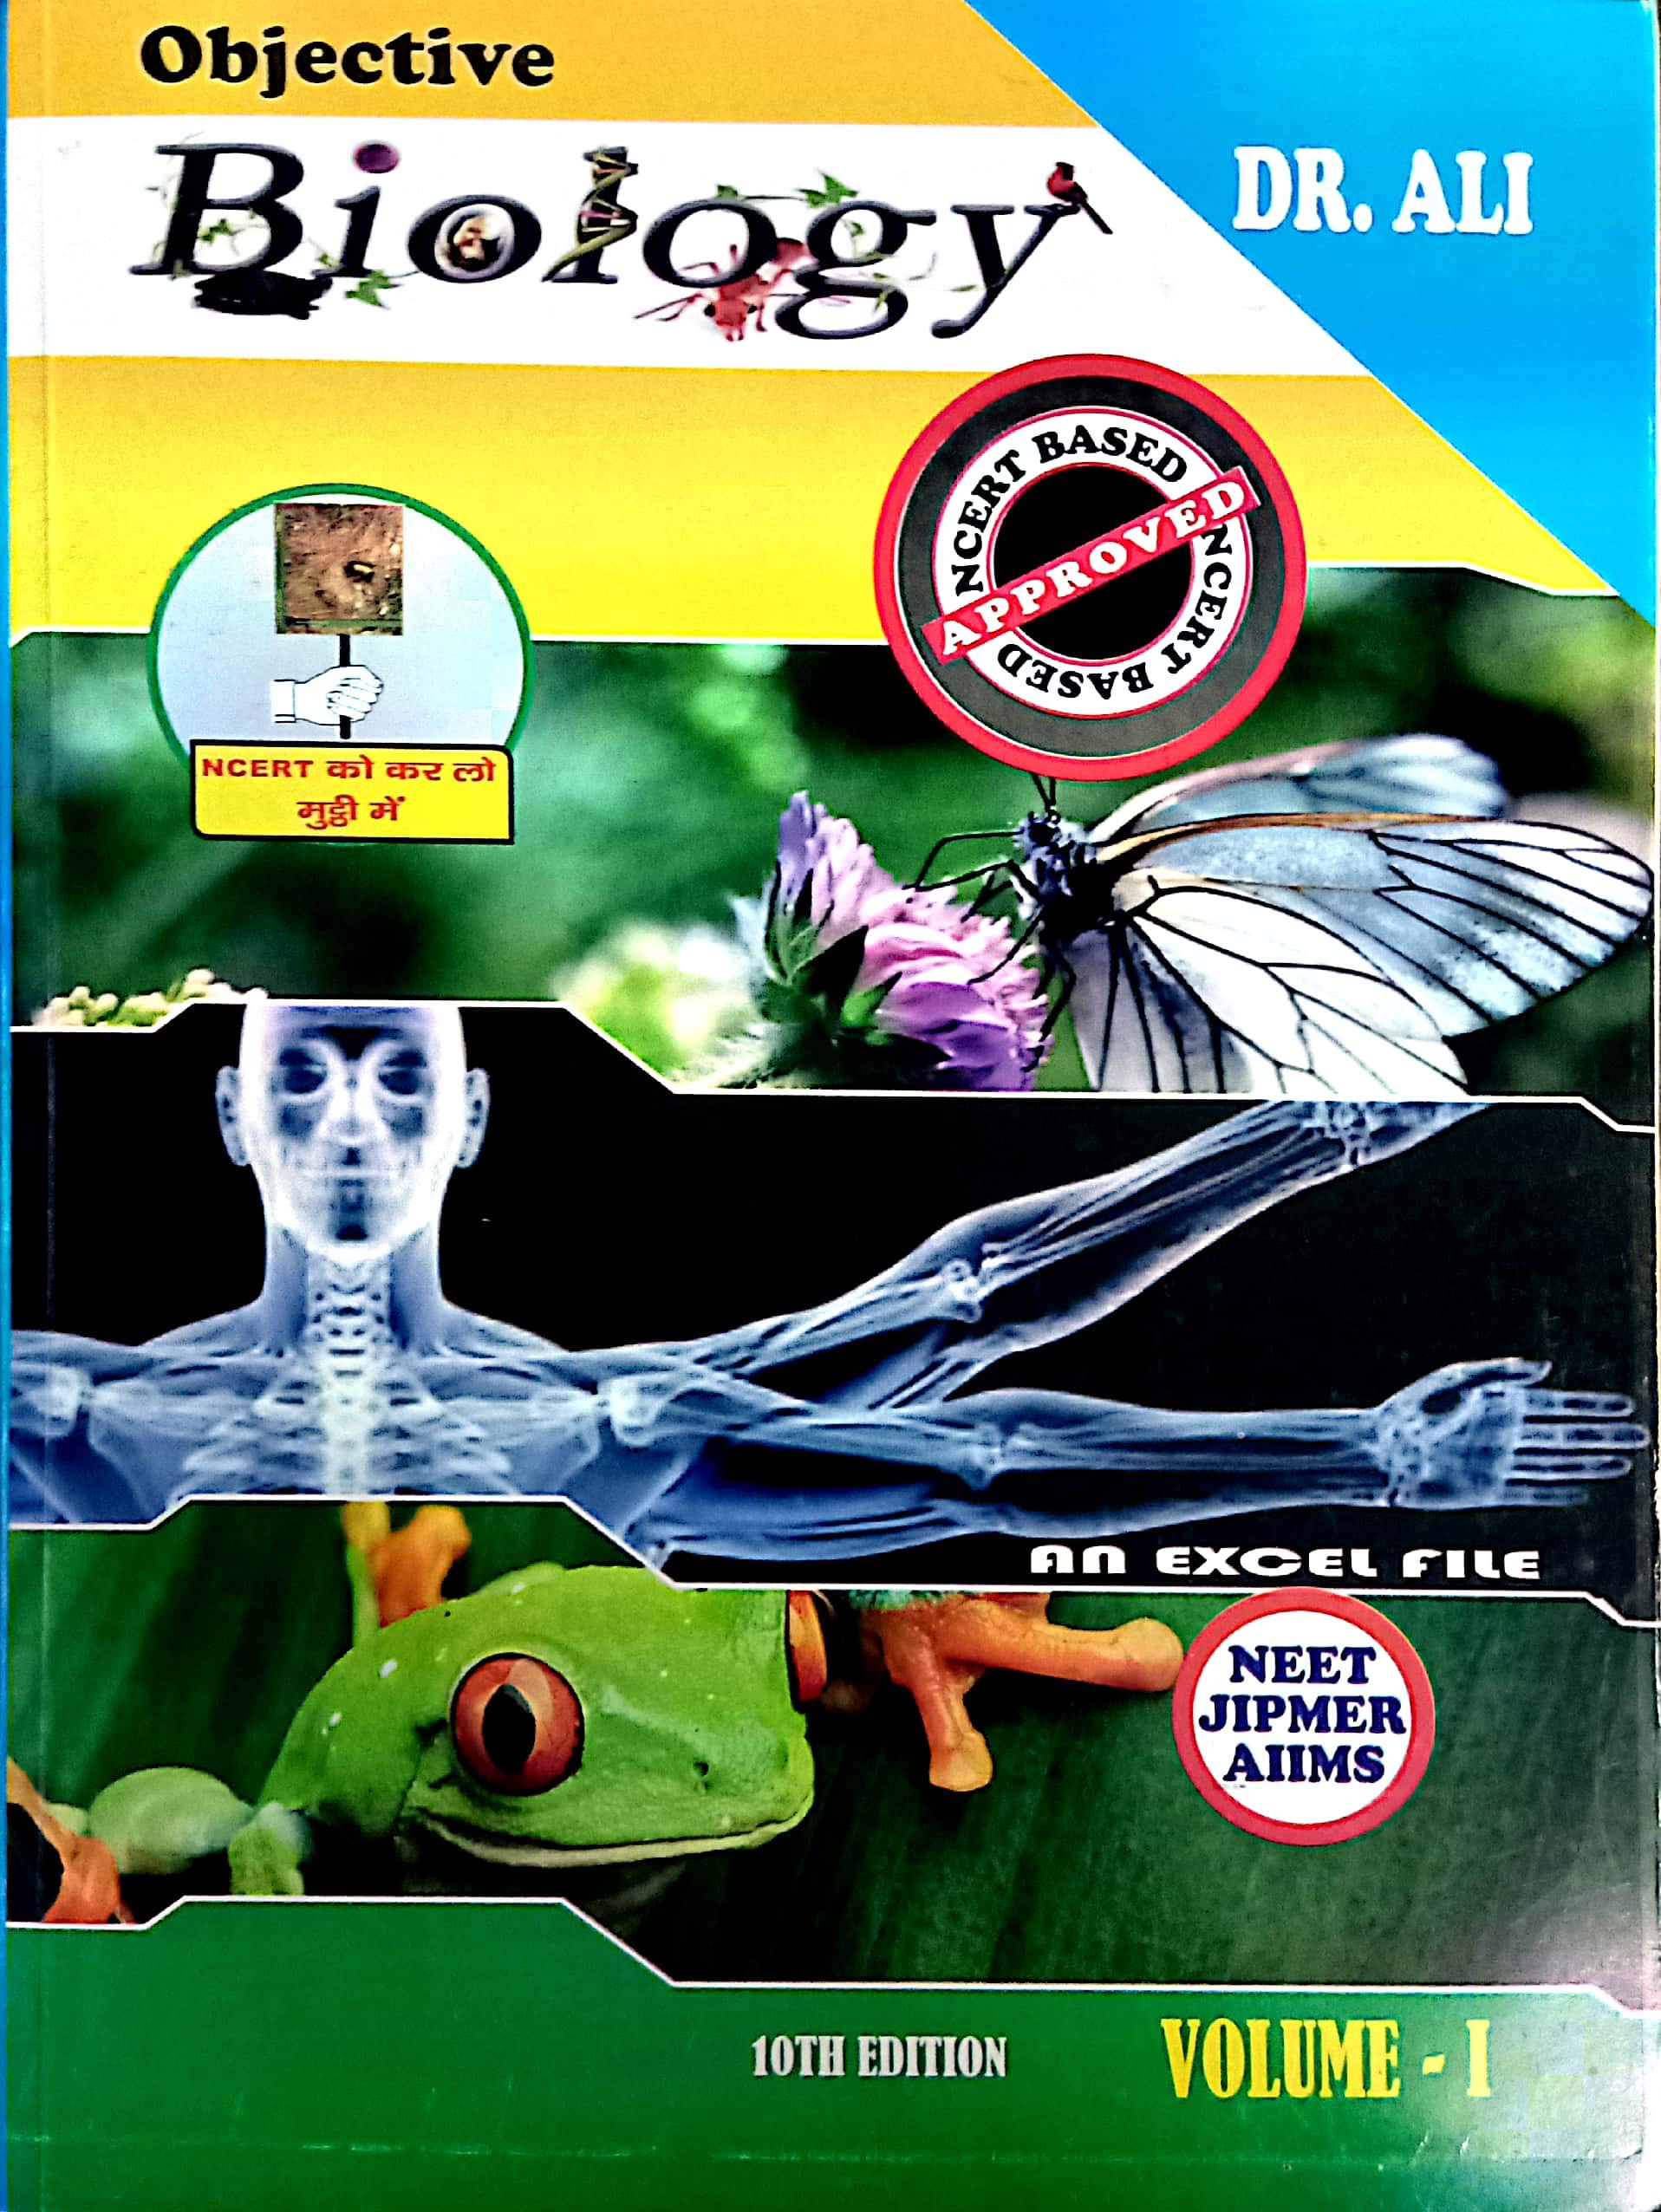 Objective
Biology
DR. ALI
NCERT BASED NCERT BASED
APPROVED
NCERT को कर लो
मुट्ठी में
AN EXCEL FILE
NEET
JIPMER
AIIMS
10TH EDITION
VOLUME - I